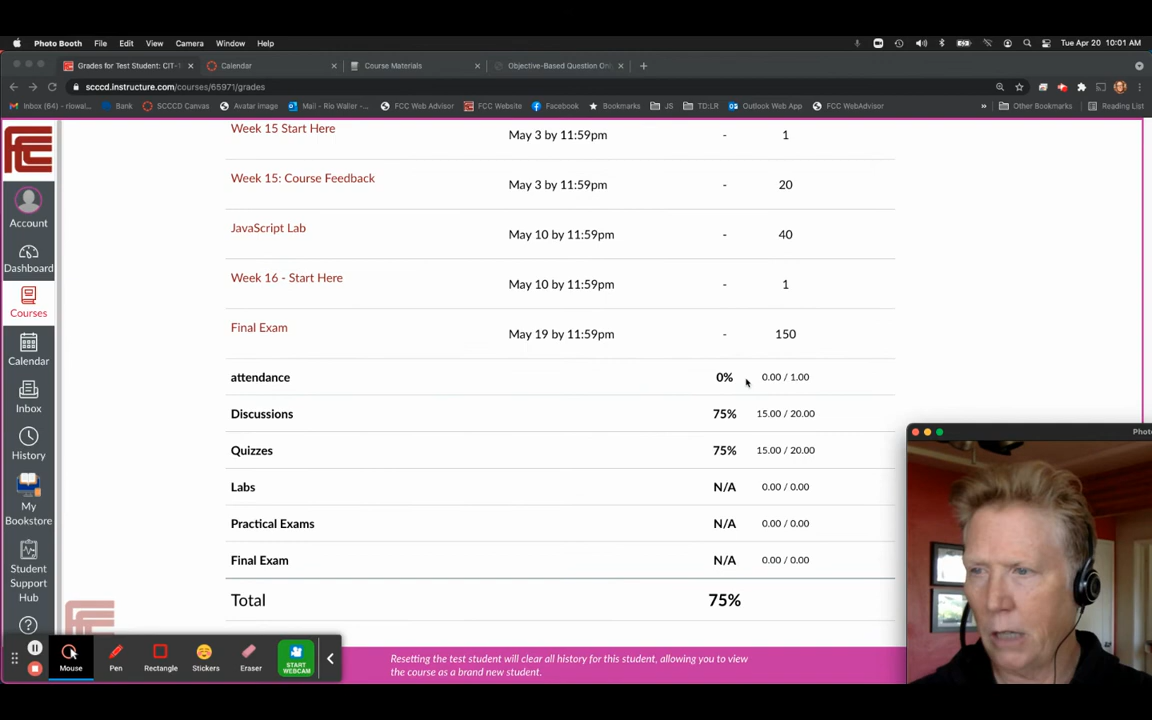 Photo Booth File Edit View Camera Window Help Tue Apr 20 10:01 AM
Grades for Test Student: CIT- Calendar Course Materials Objective-Based Question On
scccd.instructure.com/courses/65971/grades
Inbox (64) - rlowal... Bank SCCCD Canvas Avatar image Mail - Rio Waller - ... FCC Web Advisor FCC Website Facebook Bookmarks JS TD:LR Outlook Web App FCC WebAdvisor Other Bookmarks Reading List
FCC
Account
Dashboard
Courses
Calendar
Inbox
History
My Bookstore
Student Support Hub
Week 15 Start Here May 3 by 11:59pm - 1
Week 15: Course Feedback May 3 by 11:59pm - 20
JavaScript Lab May 10 by 11:59pm - 40
Week 16 - Start Here May 10 by 11:59pm - 1
Final Exam May 19 by 11:59pm - 150
attendance 0% 0.00 / 1.00
Discussions 75% 15.00 / 20.00
Quizzes 75% 15.00 / 20.00
Labs N/A 0.00 / 0.00
Practical Exams N/A 0.00 / 0.00
Final Exam N/A 0.00 / 0.00
Total 75%
Photo
Mouse Pen Rectangle Stickers Eraser START WEBCAM
Resetting the test student will clear all history for this student, allowing you to view
the course as a brand new student.